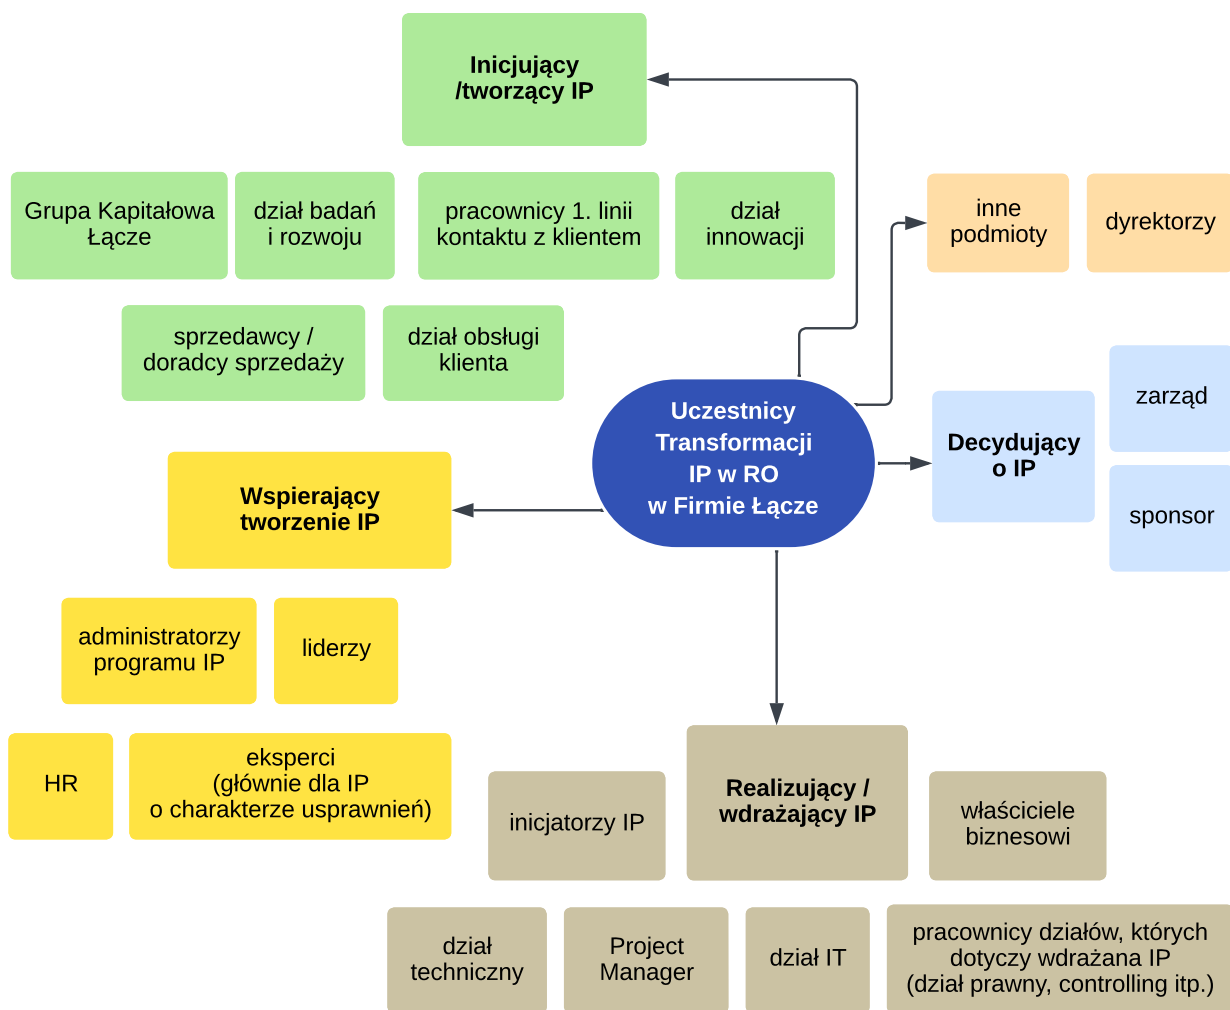 Inicjujący
/tworzący IP
Grupa Kapitałowa
Łącze
dział badań
i rozwoju
pracownicy 1. linii
kontaktu z klientem
dział
innowacji
inne
podmioty
dyrektorzy
sprzedawcy /
doradcy sprzedaży
dział obsługi
klienta
Uczestnicy
Transformacji
IP w RO
w Firmie Łącze
Decydujący
o IP
zarząd
sponsor
Wspierający
tworzenie IP
administratorzy
programu IP
liderzy
HR
eksperci
(głównie dla IP
o charakterze usprawnień)
inicjatorzy IP
Realizujący /
wdrażający IP
właściciele
biznesowi
dział
techniczny
Project
Manager
dział IT
pracownicy działów, których
dotyczy wdrażana IP
(dział prawny, controlling itp.)